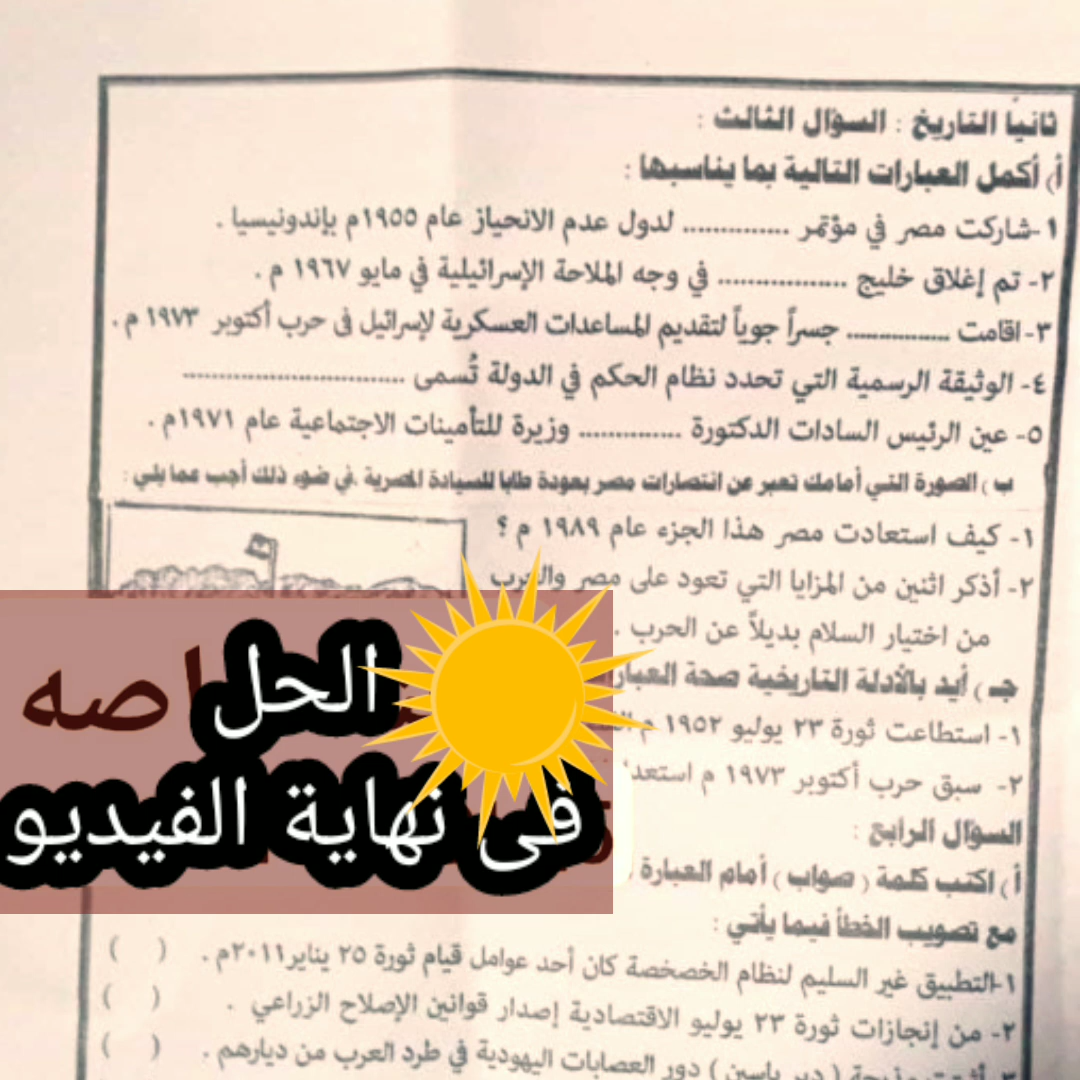 ثانياً التاريخ : السؤال الثالث :
أ) أكمل العبارات التالية بما يناسبها :
١-شاركت مصر في مؤتمر .............. لدول عدم الانحياز عام ١٩٥٥م بإندونيسيا .
٢- تم إغلاق خليج ................. في وجه الملاحة الإسرائيلية في مايو ١٩٦٧ م .
٣-اقامت ................ جسراً جوياً لتقديم المساعدات العسكرية لإسرائيل فى حرب أكتوبر ١٩٧٣ م .
٤- الوثيقة الرسمية التي تحدد نظام الحكم في الدولة تُسمى ..............................
٥- عين الرئيس السادات الدكتورة .............. وزيرة للتأمينات الاجتماعية عام ١٩٧١م .
ب ) الصورة التي أمامك تعبر عن انتصارات مصر بعودة طابا للسيادة المصرية .في ضوء ذلك أجب عما يلي :
١- كيف استعادت مصر هذا الجزء عام ١٩٨٩ م ؟
٢- أذكر اثنين من المزايا التي تعود على مصر والعرب
من اختيار السلام بديلاً عن الحرب .
جـ ) أيد بالأدلة التاريخية صحة
١- استطاعت ثورة ٢٣ يوليو ١٩٥٢ م
٢- سبق حرب أكتوبر ١٩٧٣ م
السؤال الرابع :
أ ) اكتب كلمة ( صواب ) أمام العبارة
مع تصويب الخطأ فيما يأتي :
١-التطبيق غير السليم لنظام الخصخصة كان أحد عوامل قيام ثورة ٢٥ يناير٢٠١١م . ( )
٢- من إنجازات ثورة ٢٣ يوليو الاقتصادية إصدار قوانين الإصلاح الزراعي . ( )
( دير ياسين ) دور العصابات اليهودية في طرد العرب من ديارهم . ( )
الحل
فى نهاية الفيديو